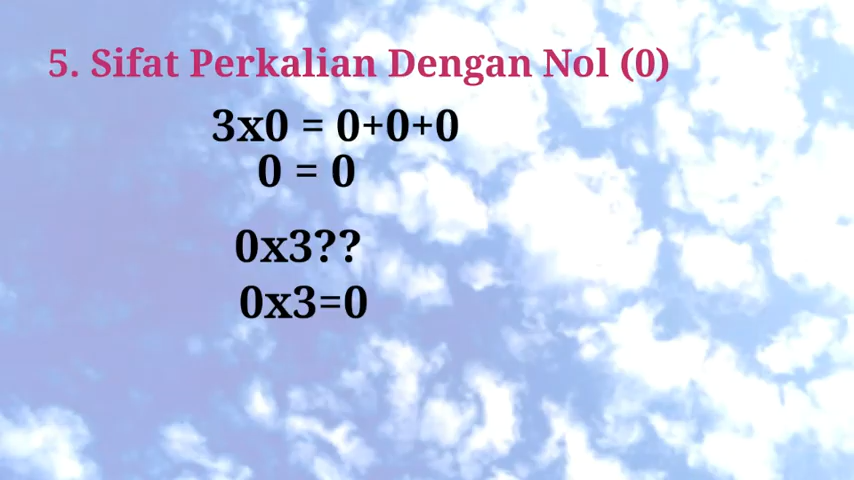 5. Sifat Perkalian Dengan Nol (0)
3x0 = 0+0+0
0 = 0
0x3??
0x3=0